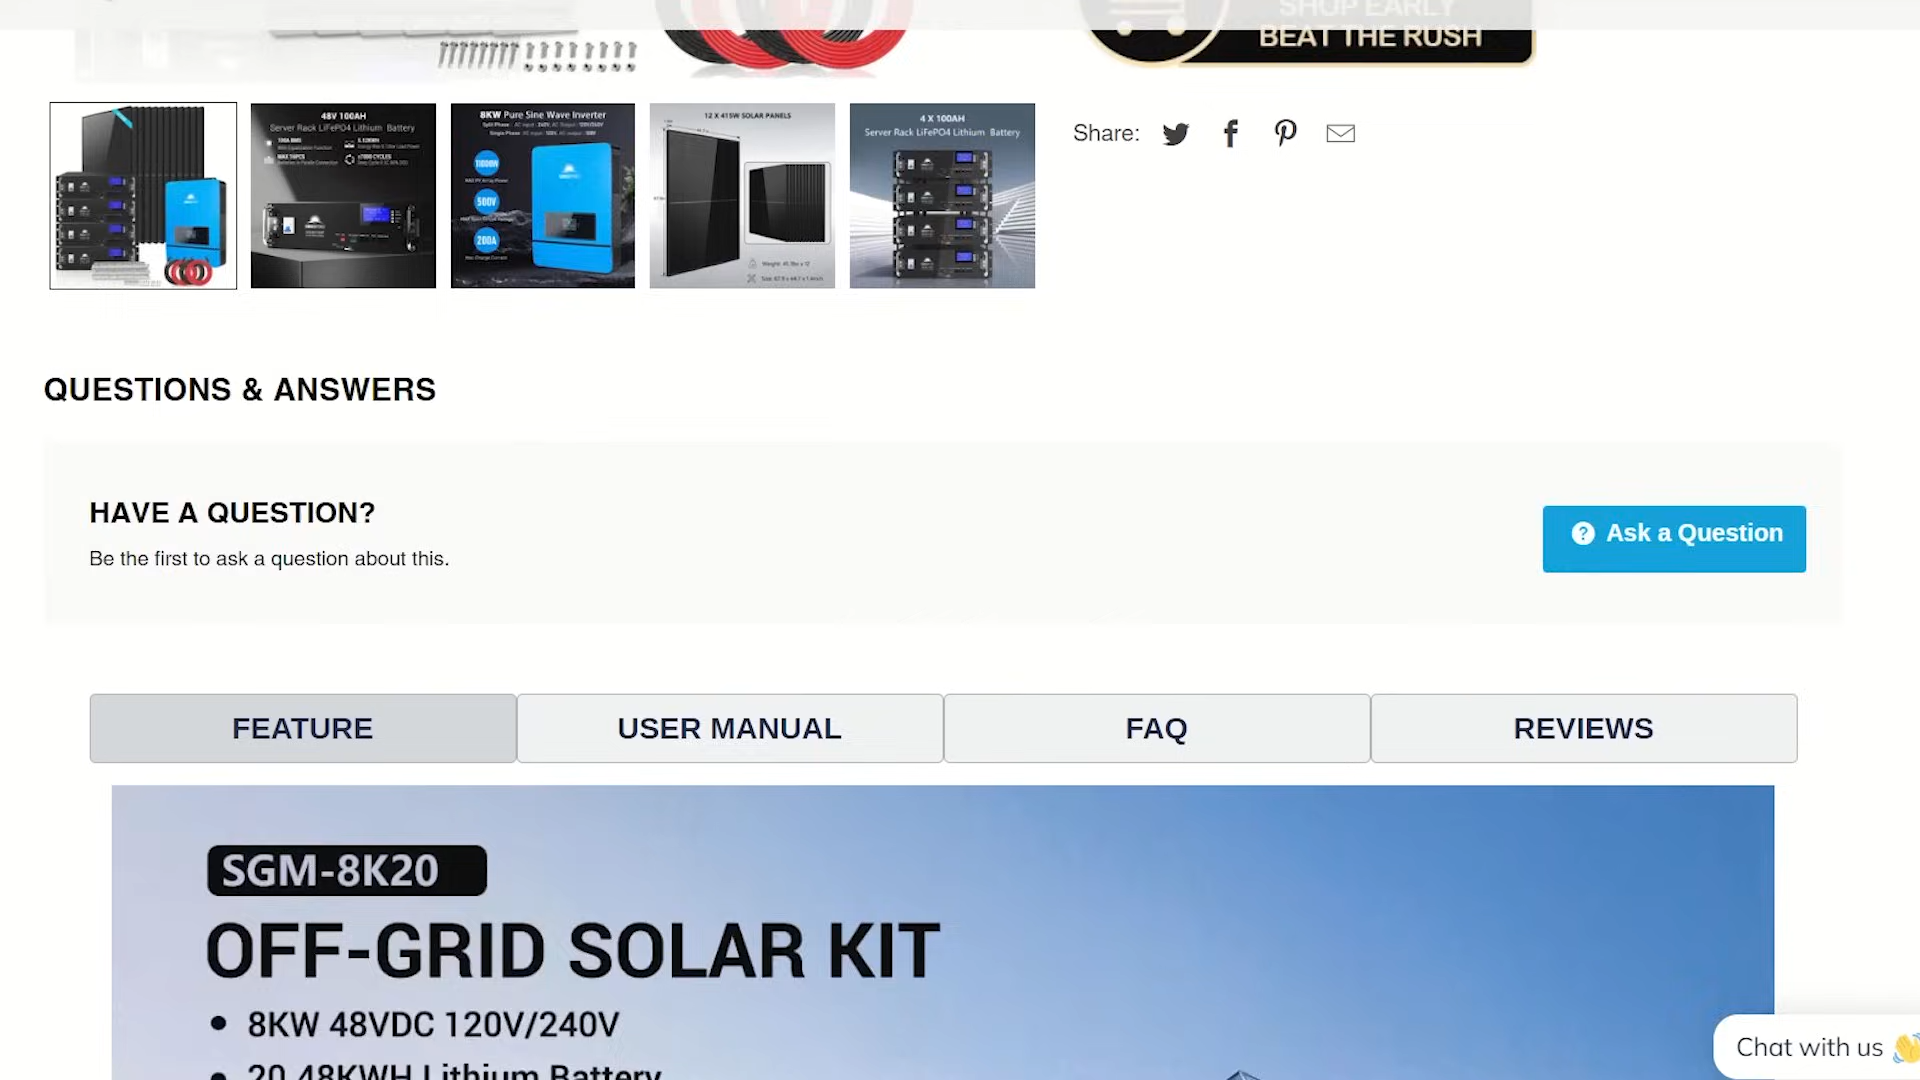 SHOP EARLY
BEAT THE RUSH
48V 100AH
Server Rack LiFePO4 Lithium Battery
8KW Pure Sine Wave Inverter
11000W
500V
200A
12 X 415W SOLAR PANELS
4 X 100AH
Server Rack LiFePO4 Lithium Battery
Share:
QUESTIONS & ANSWERS
HAVE A QUESTION?
Be the first to ask a question about this.
? Ask a Question
FEATURE
USER MANUAL
FAQ
REVIEWS
SGM-8K20
OFF-GRID SOLAR KIT
• 8KW 48VDC 120V/240V
• 20.48KWH Lithium Battery
Chat with us 👋